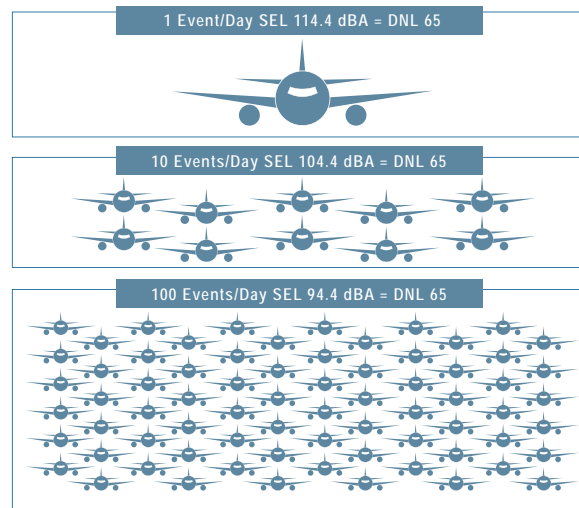 1 Event/Day SEL 114.4 dBA = DNL 65
10 Events/Day SEL 104.4 dBA = DNL 65
100 Events/Day SEL 94.4 dBA = DNL 65